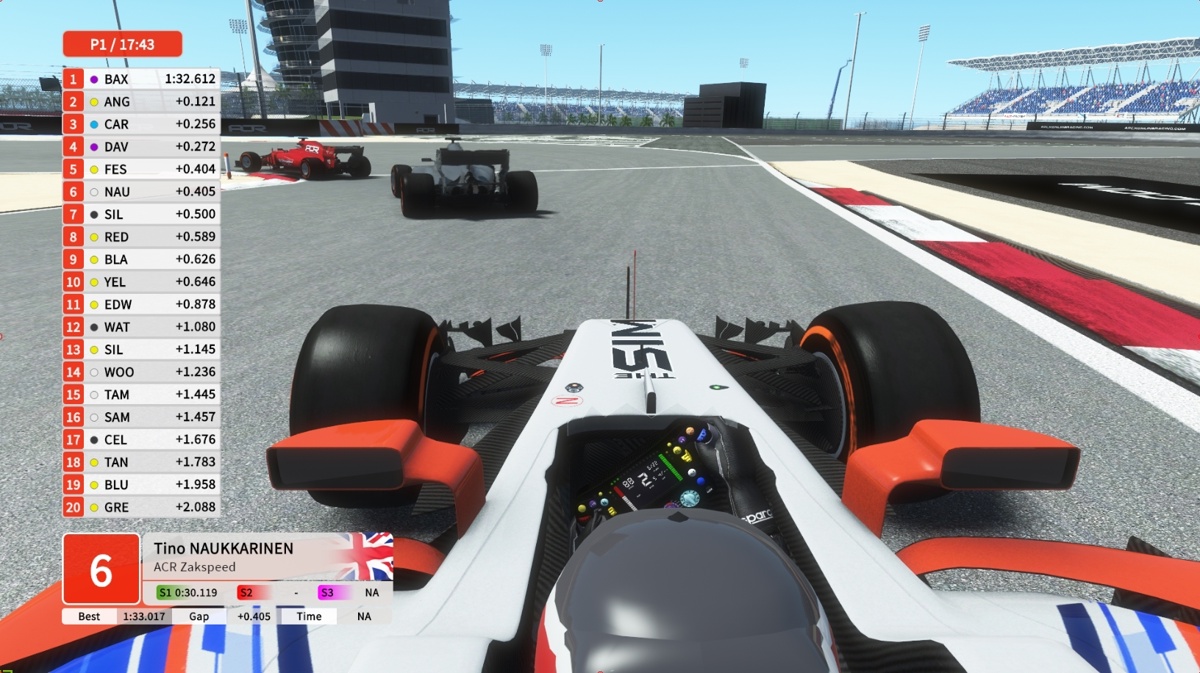 P1 / 17:43
1 BAX 1:32.612
2 ANG +0.121
3 CAR +0.256
4 DAV +0.272
5 FES +0.404
6 NAU +0.405
7 SIL +0.500
8 RED +0.589
9 BLA +0.626
10 YEL +0.646
11 EDW +0.878
12 WAT +1.080
13 SIL +1.145
14 WOO +1.236
15 TAM +1.445
16 SAM +1.457
17 CEL +1.676
18 TAN +1.783
19 BLU +1.958
20 GRE +2.088
6
Tino NAUKKARINEN
ACR Zakspeed
S1 0:30.119 S2 - S3 NA
Best 1:33.017 Gap +0.405 Time NA
THE
SIM
N
2
88
sparco